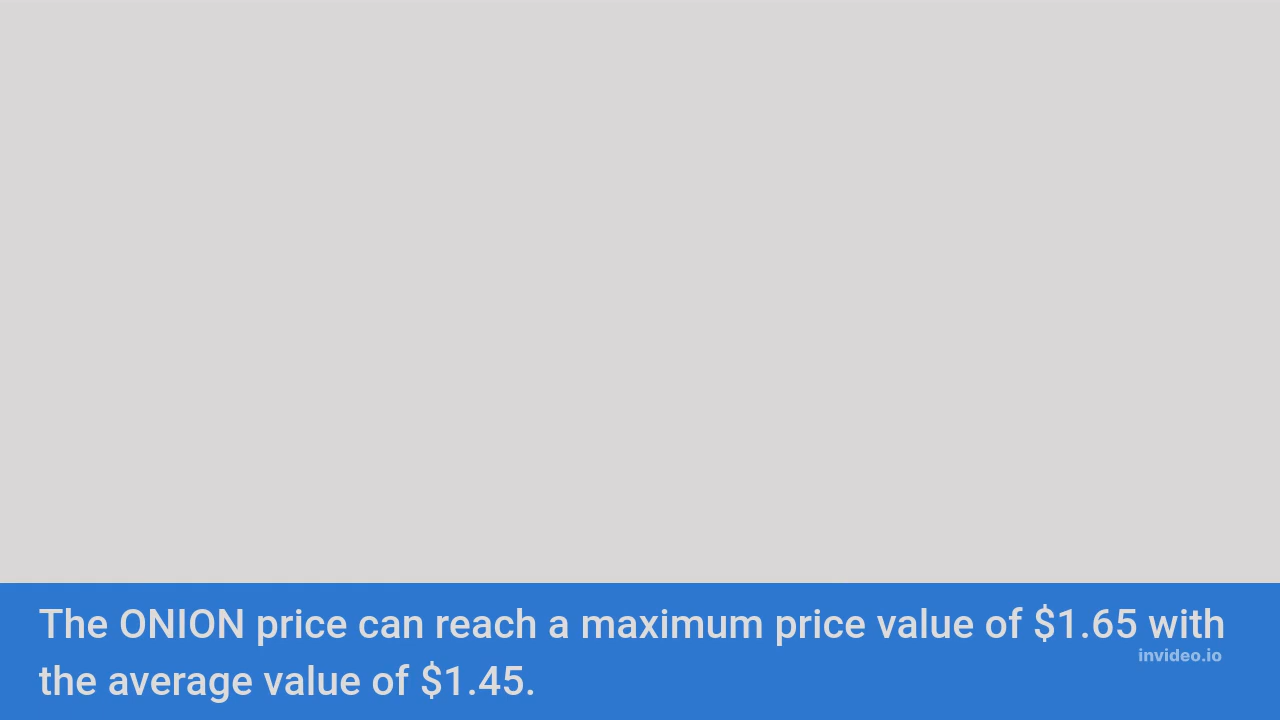 The ONION price can reach a maximum price value of $1.65 with
invideo.io
the average value of $1.45.